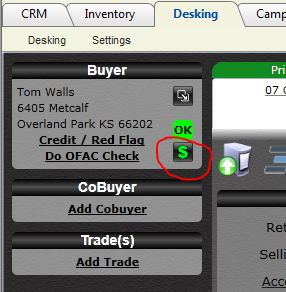 CRM Inventory Desking Camp
Desking Settings
Buyer
Pri
Tom Walls
6405 Metcalf
Overland Park KS 66202
07
OK
Credit / Red Flag
Do OFAC Check
$
CoBuyer
Add Cobuyer
Ret
Trade(s)
Selli
Add Trade